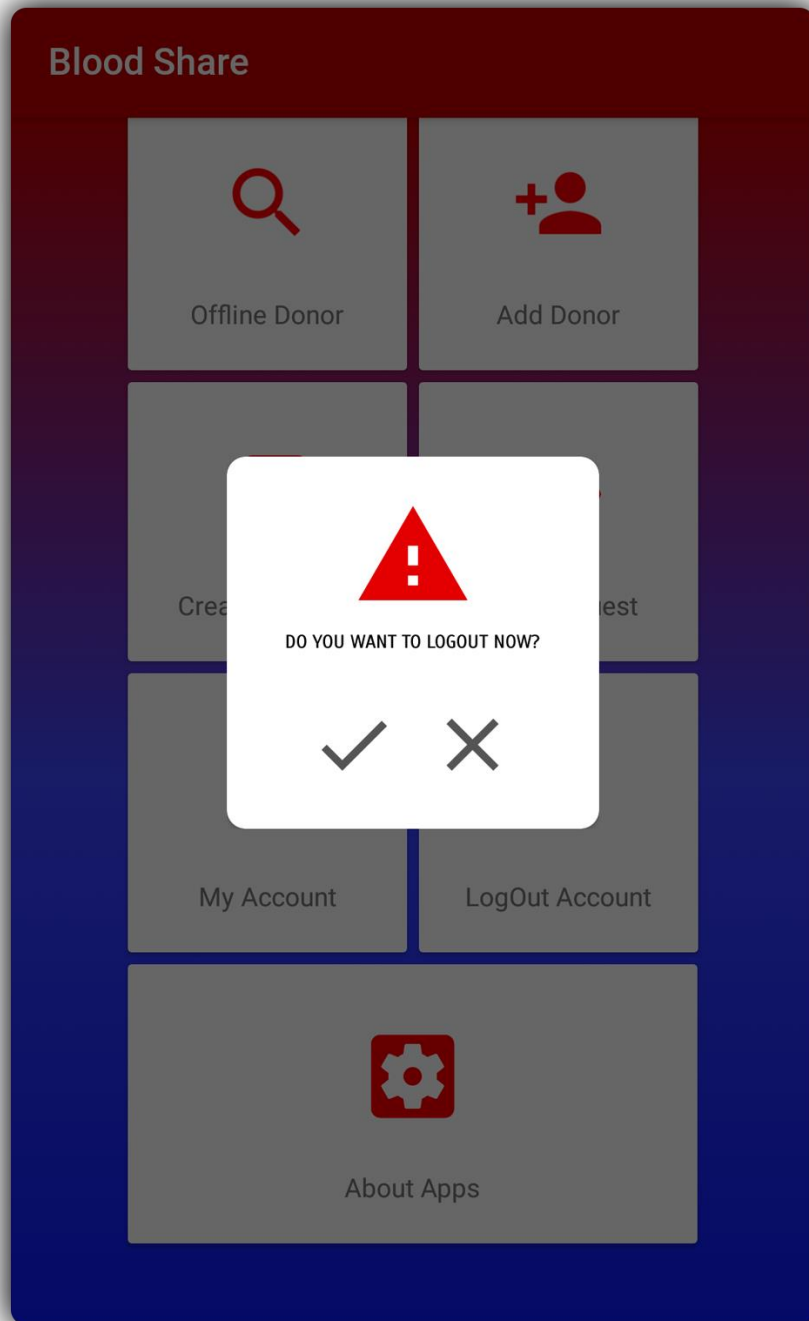 Blood Share
Offline Donor
Add Donor
DO YOU WANT TO LOGOUT NOW?
My Account
LogOut Account
About Apps